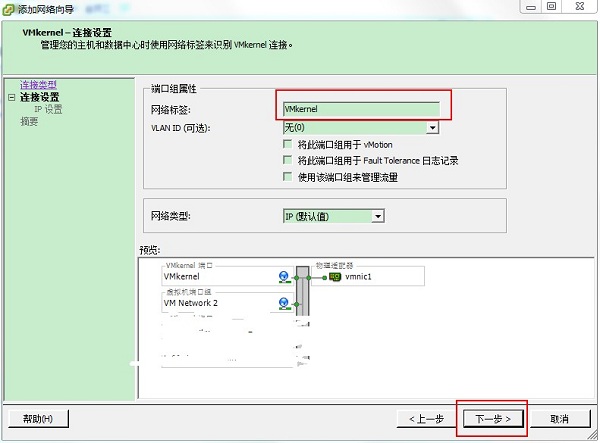 添加网络向导
VMkernel – 连接设置
管理您的主机和数据中心时使用网络标签来识别 VMkernel 连接。
连接类型
连接设置
IP 设置
摘要
端口组属性
网络标签: VMkernel
VLAN ID (可选): 无(0)
将此端口组用于 vMotion
将此端口组用于 Fault Tolerance 日志记录
使用该端口组来管理流量
网络类型: IP (默认值)
预览:
VMkernel 端口
VMkernel
物理适配器
vmnic1
虚拟机端口组
VM Network 2
帮助(H)
< 上一步
下一步 >
取消